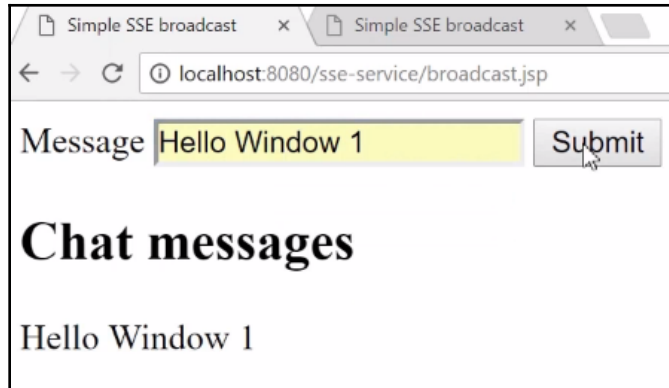 Simple SSE broadcast
Simple SSE broadcast
localhost:8080/sse-service/broadcast.jsp
Message Hello Window 1 Submit
Chat messages
Hello Window 1